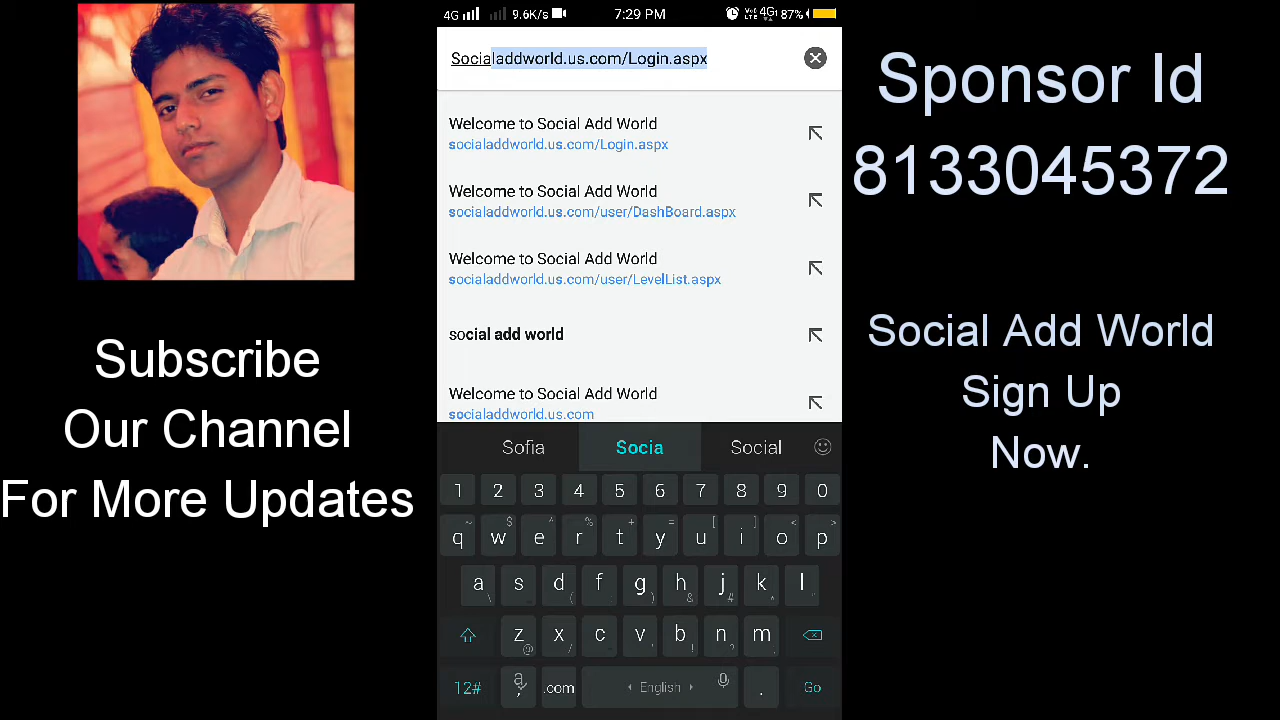 4G 9.6K/s 7:29 PM 4G 87%
Socialaddworld.us.com/Login.aspx
Welcome to Social Add World
socialaddworld.us.com/Login.aspx
Welcome to Social Add World
socialaddworld.us.com/user/DashBoard.aspx
Welcome to Social Add World
socialaddworld.us.com/user/LevelList.aspx
social add world
Welcome to Social Add World
socialaddworld.us.com
Sofia Socia Social
1 2 3 4 5 6 7 8 9 0
q w e r t y u i o p
a s d f g h j k l
z x c v b n m
12# , .com English . Go
Subscribe
Our Channel
For More Updates
Sponsor Id
8133045372
Social Add World
Sign Up
Now.